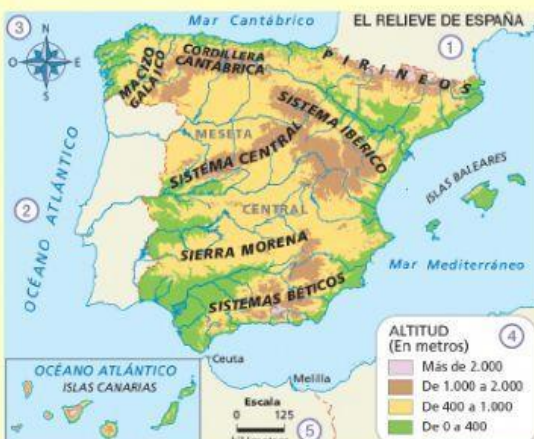 EL RELIEVE DE ESPAÑA
Mar Cantábrico
1
3
N
O
E
S
MACIZO
GALAICO
CORDILLERA
CANTÁBRICA
PIRINEOS
SISTEMA IBÉRICO
MESETA
SISTEMA CENTRAL
CENTRAL
ISLAS BALEARES
2
OCÉANO ATLÁNTICO
SIERRA MORENA
Mar Mediterráneo
SISTEMAS BÉTICOS
Ceuta
Melilla
OCÉANO ATLÁNTICO
ISLAS CANARIAS
Escala
0 125
5
ALTITUD
(En metros)
4
Más de 2.000
De 1.000 a 2.000
De 400 a 1.000
De 0 a 400